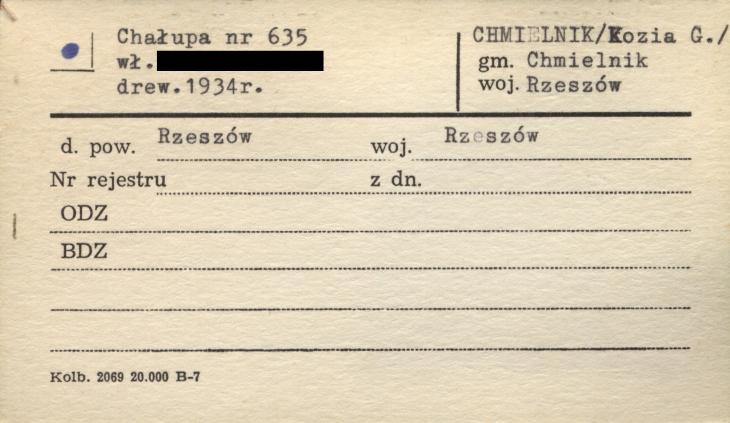 Chałupa nr 635
wł.
drew.1934r.
CHMIELNIK/Kozia G./
gm. Chmielnik
woj. Rzeszów
d. pow. Rzeszów woj. Rzeszów
Nr rejestru z dn.
ODZ
BDZ
Kolb. 2069 20.000 B-7